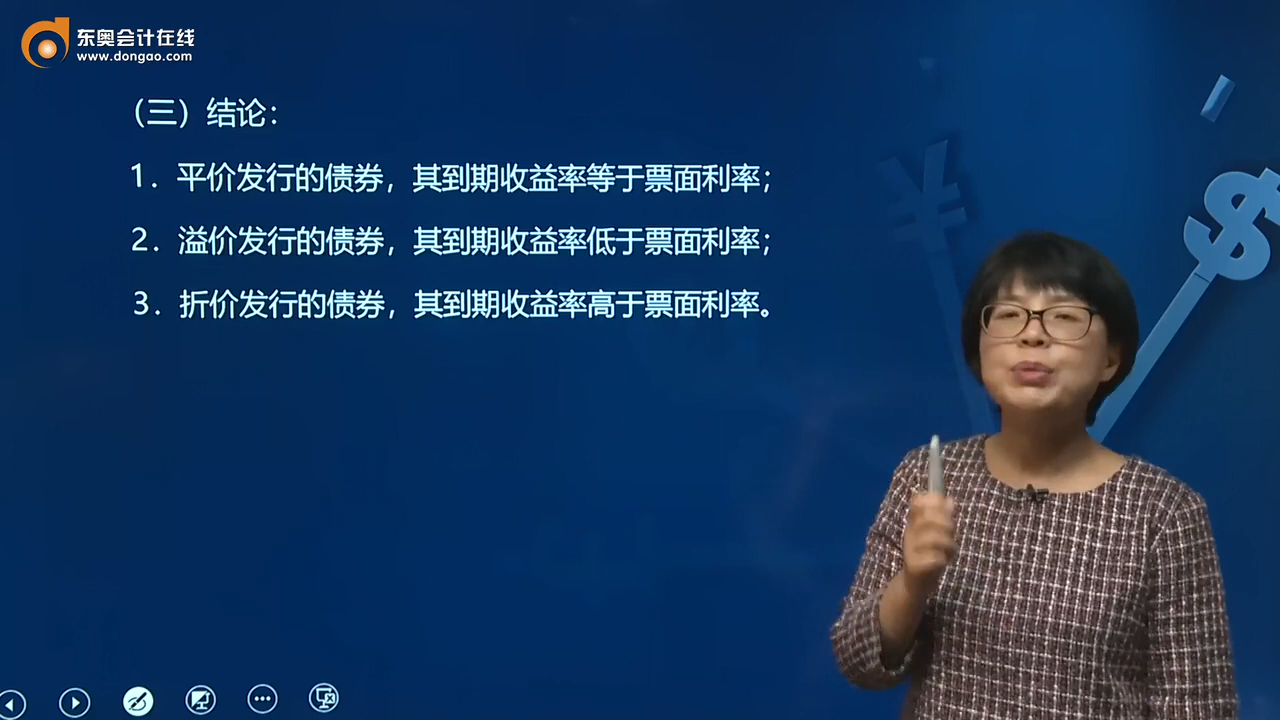 东奥会计在线
www.dongao.com
（三）结论：
1．平价发行的债券，其到期收益率等于票面利率；
2．溢价发行的债券，其到期收益率低于票面利率；
3．折价发行的债券，其到期收益率高于票面利率。